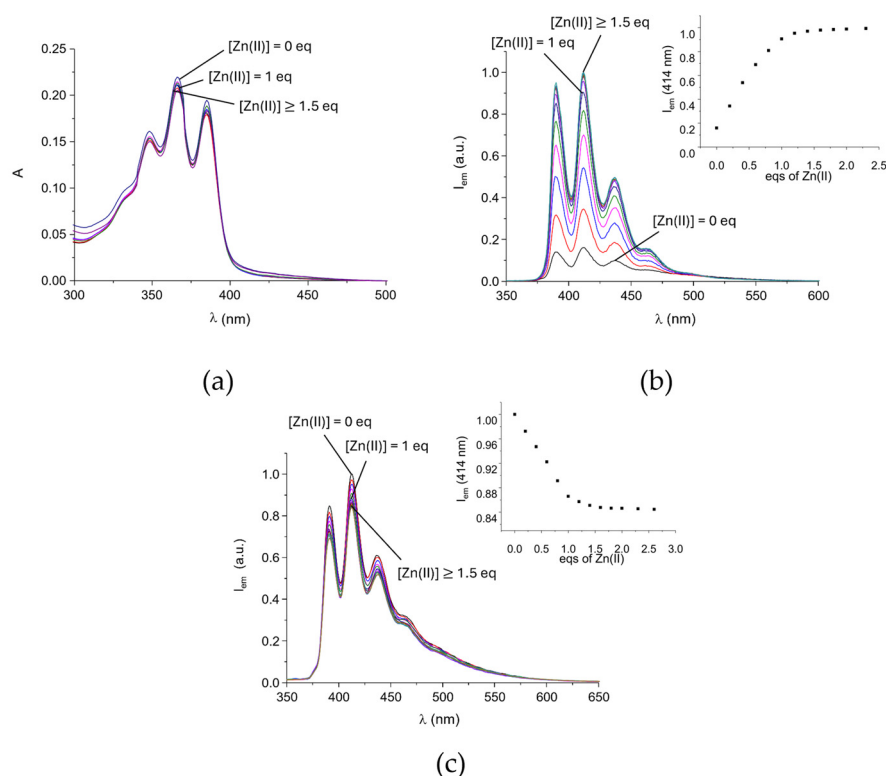 [Zn(II)] = 0 eq
[Zn(II)] = 1 eq
[Zn(II)] ≥ 1.5 eq
A
0.20
0.15
0.10
0.05
0.00
300
350
400
450
500
λ (nm)
(a)
[Zn(II)] ≥ 1.5 eq
[Zn(II)] = 1 eq
[Zn(II)] = 0 eq
Iem (a.u.)
1.0
0.8
0.6
0.4
0.2
0.0
350
400
450
500
550
600
λ (nm)
Iem (414 nm)
1.0
0.8
0.6
0.4
0.2
0.0
0.0
0.5
1.0
1.5
2.0
2.5
eqs of Zn(II)
(b)
[Zn(II)] = 0 eq
[Zn(II)] = 1 eq
[Zn(II)] ≥ 1.5 eq
Iem (a.u.)
1.0
0.8
0.6
0.4
0.2
0.0
350
400
450
500
550
600
650
λ (nm)
Iem (414 nm)
1.00
0.96
0.92
0.88
0.84
0.0
0.5
1.0
1.5
2.0
2.5
3.0
eqs of Zn(II)
(c)